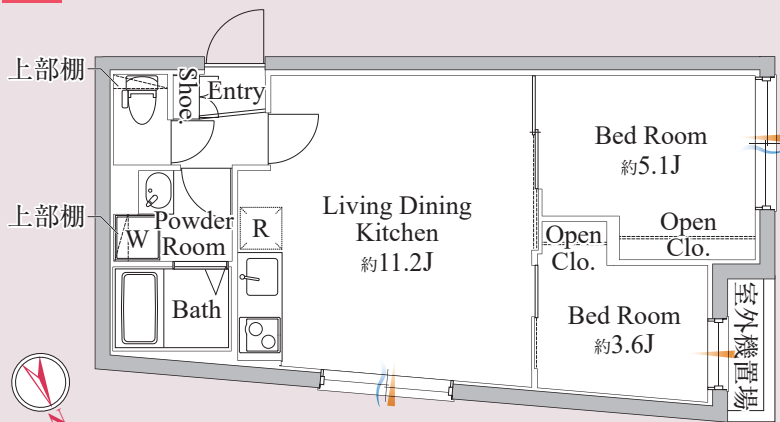 上部棚
Shoe.
Entry
Bed Room
約5.1J
上部棚
W
Powder
Room
R
Living Dining
Kitchen
約11.2J
Open
Clo.
Open
Clo.
Bath
Bed Room
約3.6J
室外機置場